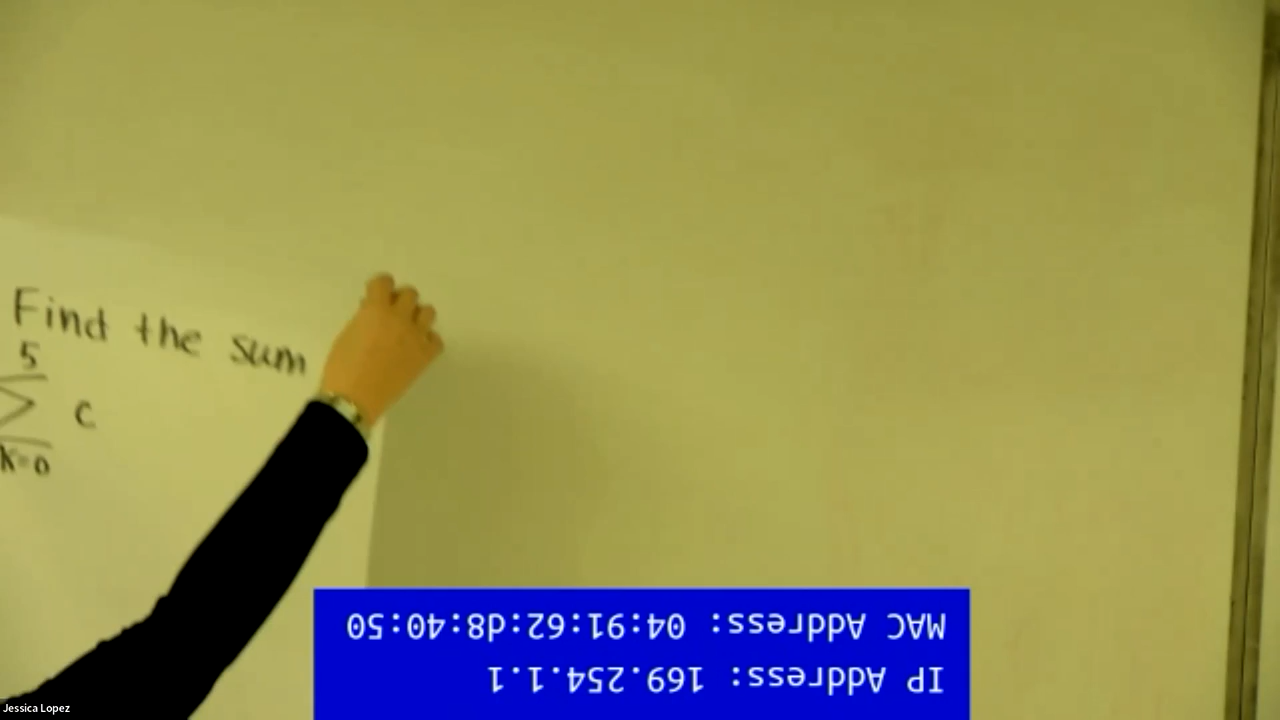 Find the sum
5
∑ c
k=0
IP Address: 169.254.1.1
MAC Address: 04:91:62:d8:40:50
Jessica Lopez